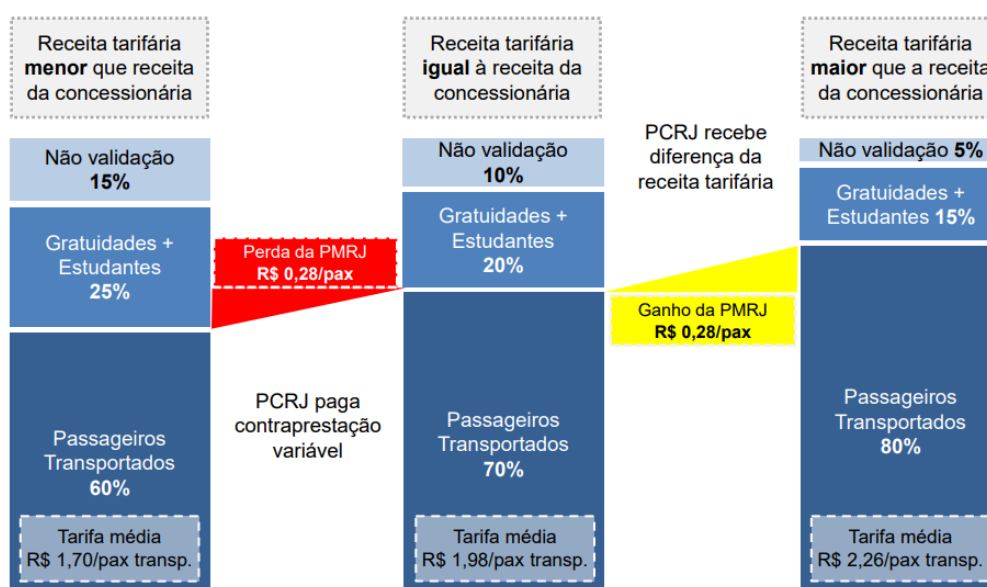 Receita tarifária
menor que receita
da concessionária
Não validação
15%
Gratuidades +
Estudantes
25%
Passageiros
Transportados
60%
Tarifa média
R$ 1,70/pax transp.
Perda da PMRJ
R$ 0,28/pax
PCRJ paga
contraprestação
variável
Receita tarifária
igual à receita da
concessionária
Não validação
10%
Gratuidades +
Estudantes
20%
Passageiros
Transportados
70%
Tarifa média
R$ 1,98/pax transp.
PCRJ recebe
diferença da
receita tarifária
Ganho da PMRJ
R$ 0,28/pax
Receita tarifária
maior que a receita
da concessionária
Não validação 5%
Gratuidades +
Estudantes 15%
Passageiros
Transportados
80%
Tarifa média
R$ 2,26/pax transp.